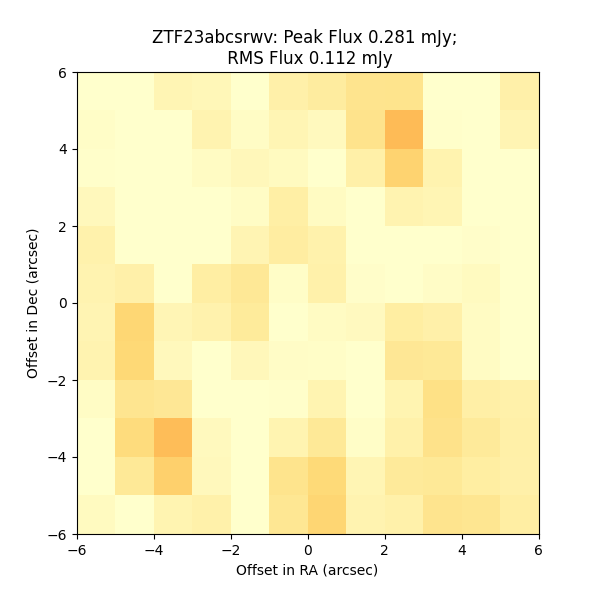 ZTF23abcsrwv: Peak Flux 0.281 mJy;
RMS Flux 0.112 mJy
6
4
2
0
−2
−4
−6
Offset in Dec (arcsec)
−6 −4 −2 0 2 4 6
Offset in RA (arcsec)